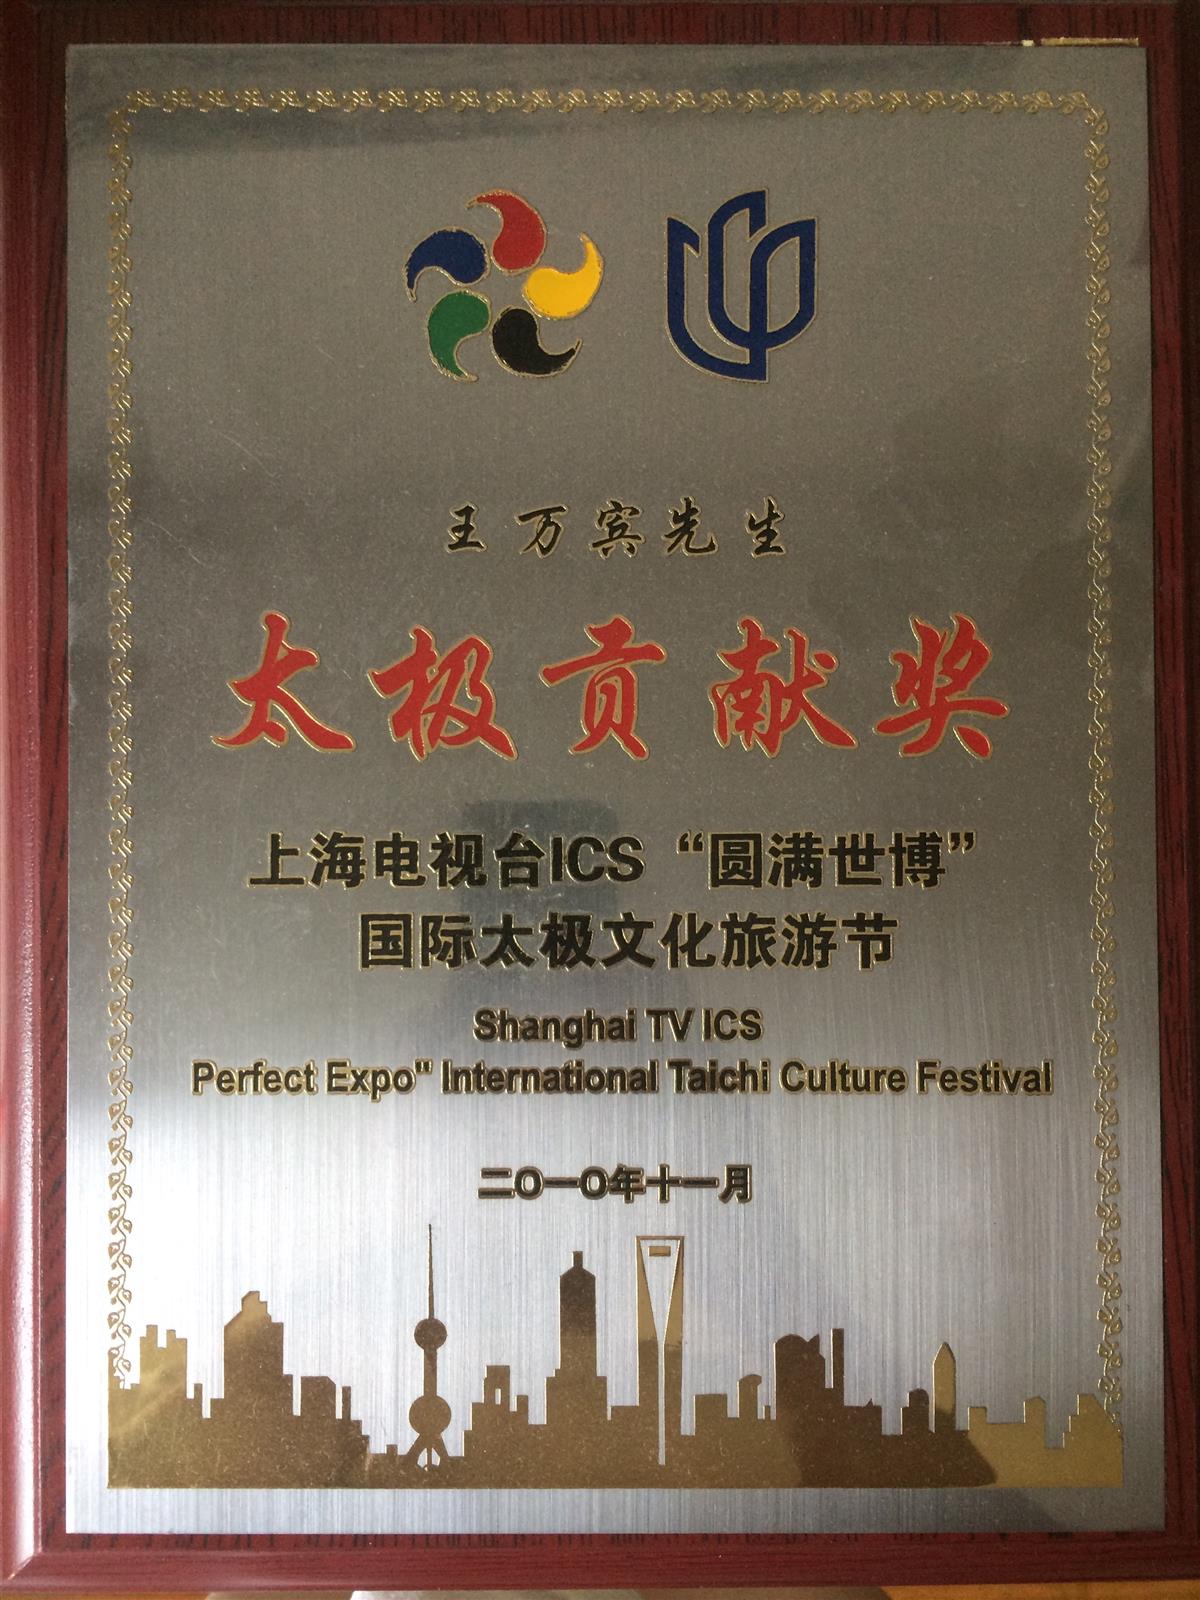 王万宾先生
太极贡献奖
上海电视台ICS“圆满世博”
国际太极文化旅游节
Shanghai TV ICS
Perfect Expo" International Taichi Culture Festival
二〇一〇年十一月